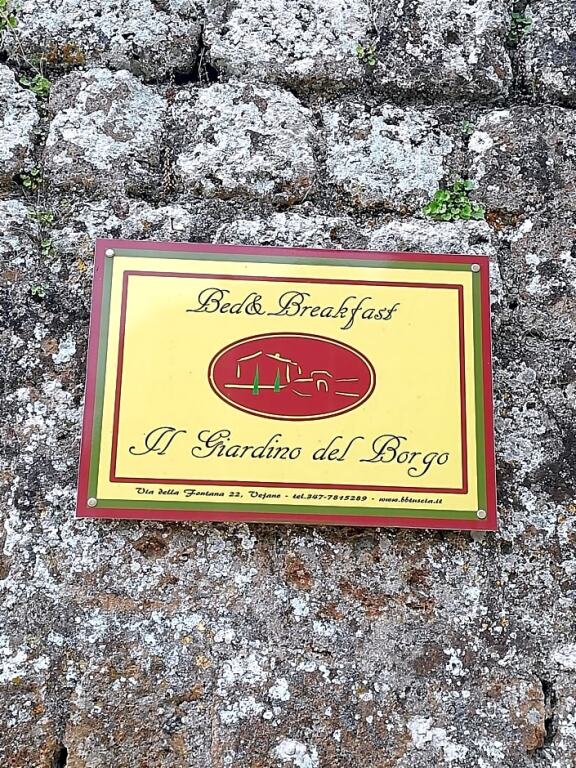 Bed& Breakfast
Il Giardino del Borgo
Via della Fontana 22, Vejano - tel.347-7815289 - www.bbtuscia.it